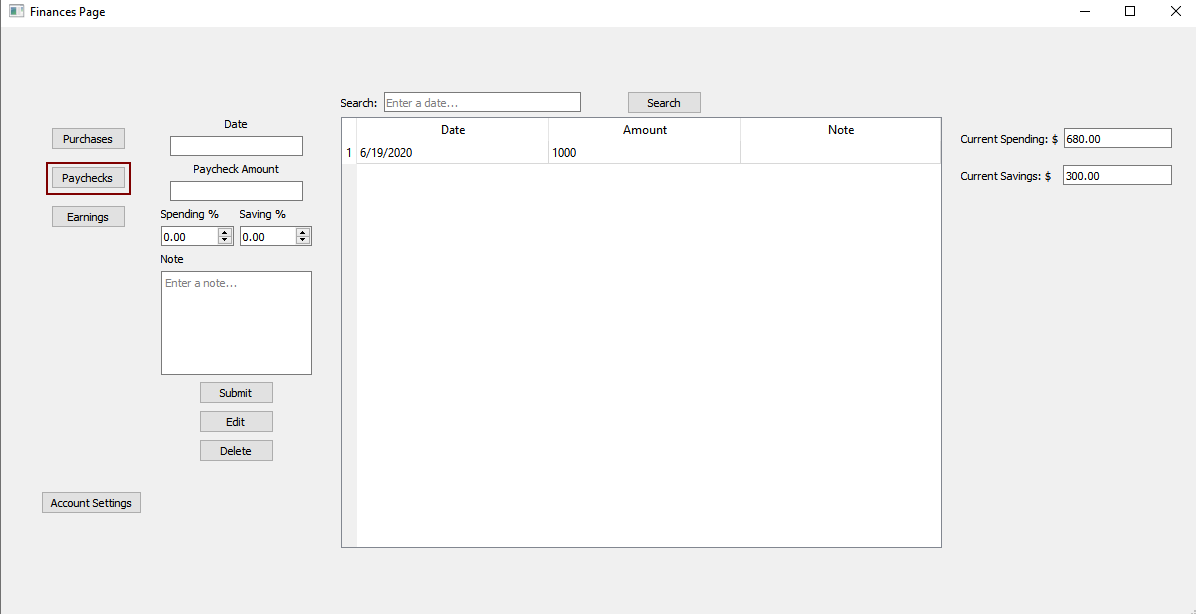 Finances Page
Search: Enter a date... Search
Date
Purchases
Paychecks
Earnings
Paycheck Amount
Spending % Saving %
0.00 0.00
Note
Enter a note...
Submit
Edit
Delete
Account Settings
Date Amount Note
1 6/19/2020 1000
Current Spending: $ 680.00
Current Savings: $ 300.00